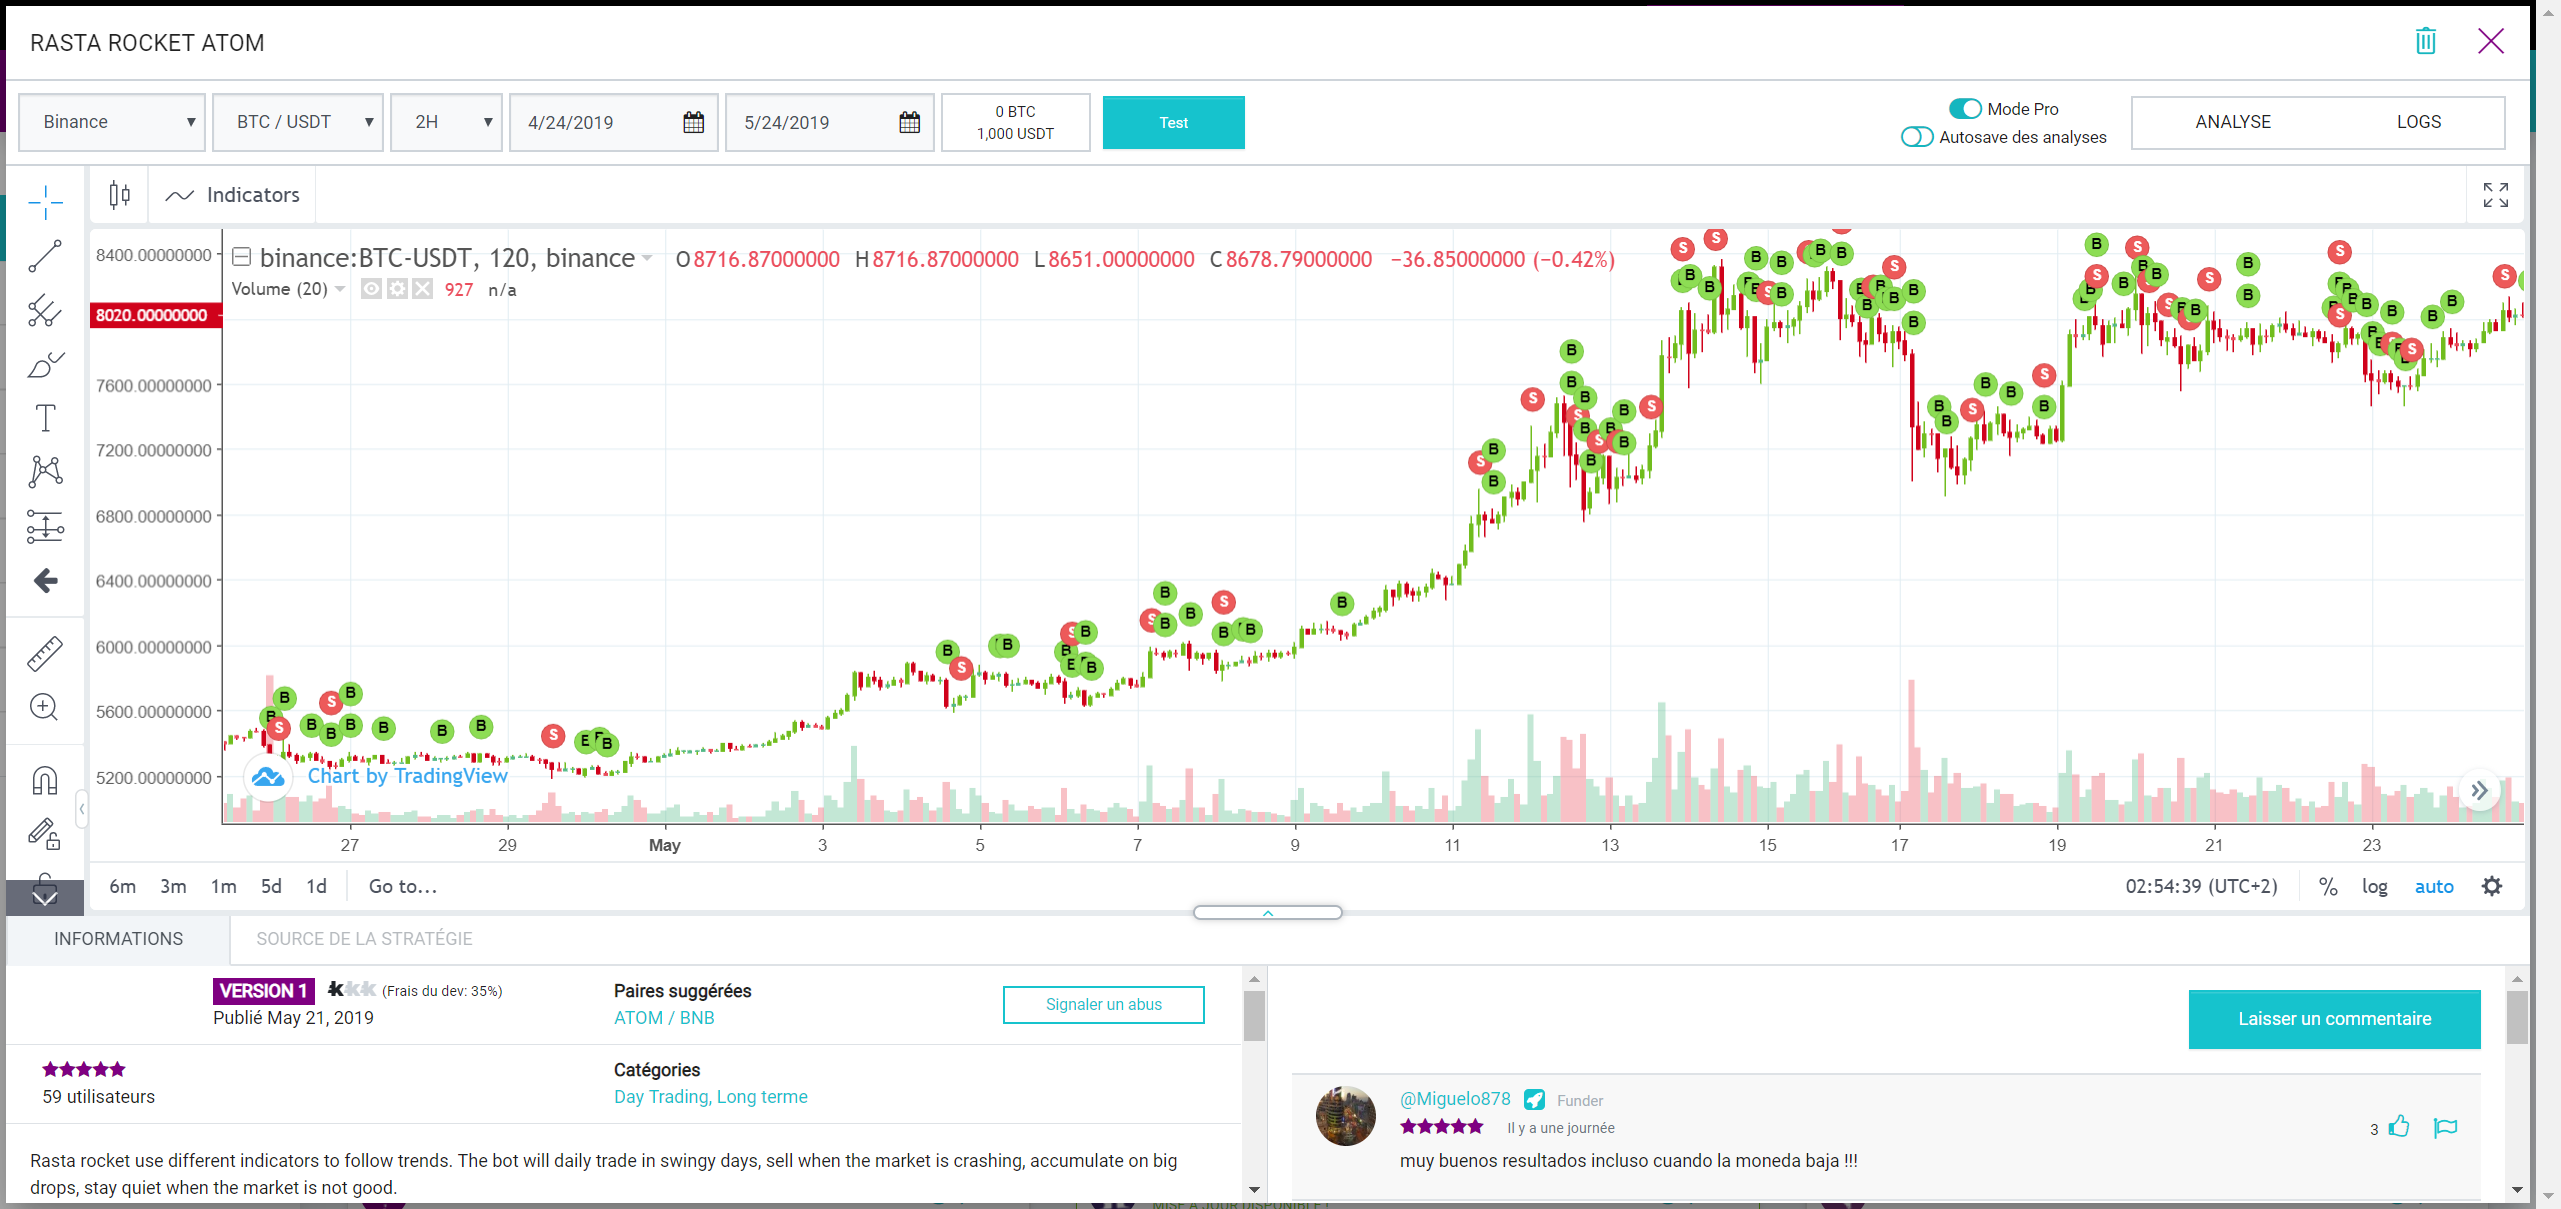 RASTA ROCKET ATOM
Binance
BTC / USDT
2H
4/24/2019
5/24/2019
0 BTC
1,000 USDT
Test
Mode Pro
Autosave des analyses
ANALYSE
LOGS
Indicators
binance:BTC-USDT, 120, binance O8716.87000000 H8716.87000000 L8651.00000000 C8678.79000000 −36.85000000 (−0.42%)
Volume (20) 927 n/a
8400.00000000
8020.00000000
7600.00000000
7200.00000000
6800.00000000
6400.00000000
6000.00000000
5600.00000000
5200.00000000
Chart by TradingView
27 29 May 3 5 7 9 11 13 15 17 19 21 23
6m 3m 1m 5d 1d Go to...
02:54:39 (UTC+2) % log auto
INFORMATIONS
SOURCE DE LA STRATÉGIE
VERSION 1 (Frais du dev: 35%)
Publié May 21, 2019
Paires suggérées
ATOM / BNB
Signaler un abus
59 utilisateurs
Catégories
Day Trading, Long terme
Rasta rocket use different indicators to follow trends. The bot will daily trade in swingy days, sell when the market is crashing, accumulate on big
drops, stay quiet when the market is not good.
Laisser un commentaire
@Miguelo878 Funder
Il y a une journée
3
muy buenos resultados incluso cuando la moneda baja !!!